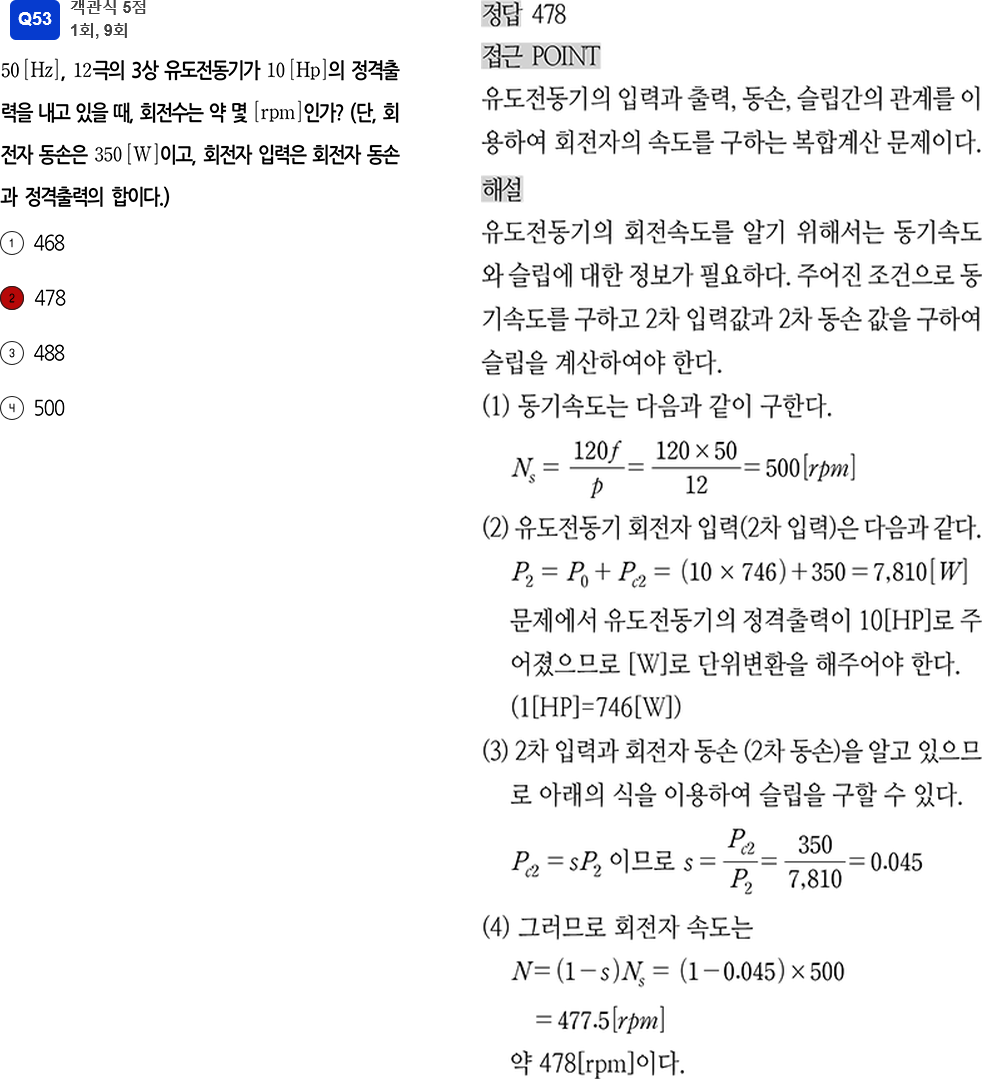 Q53
객관식 5점
1회, 9회
50 [Hz], 12극의 3상 유도전동기가 10 [Hp]의 정격출
력을 내고 있을 때, 회전수는 약 몇 [rpm]인가? (단, 회
전자 동손은 350 [W]이고, 회전자 입력은 회전자 동손
과 정격출력의 합이다.)
① 468
② 478
③ 488
④ 500
정답 478
접근 POINT
유도전동기의 입력과 출력, 동손, 슬립간의 관계를 이
용하여 회전자의 속도를 구하는 복합계산 문제이다.
해설
유도전동기의 회전속도를 알기 위해서는 동기속도
와 슬립에 대한 정보가 필요하다. 주어진 조건으로 동
기속도를 구하고 2차 입력값과 2차 동손 값을 구하여
슬립을 계산하여야 한다.
(1) 동기속도는 다음과 같이 구한다.
N_s = 120f/p = 120×50/12 = 500[rpm]
(2) 유도전동기 회전자 입력(2차 입력)은 다음과 같다.
P_2 = P_0 + P_c2 = (10 × 746)+350 = 7,810[W]
문제에서 유도전동기의 정격출력이 10[HP]로 주
어졌으므로 [W]로 단위변환을 해주어야 한다.
(1[HP]=746[W])
(3) 2차 입력과 회전자 동손 (2차 동손)을 알고 있으므
로 아래의 식을 이용하여 슬립을 구할 수 있다.
P_c2 = sP_2 이므로 s = P_c2/P_2 = 350/7,810 = 0.045
(4) 그러므로 회전자 속도는
N = (1−s)N_s = (1−0.045)×500
= 477.5[rpm]
약 478[rpm]이다.